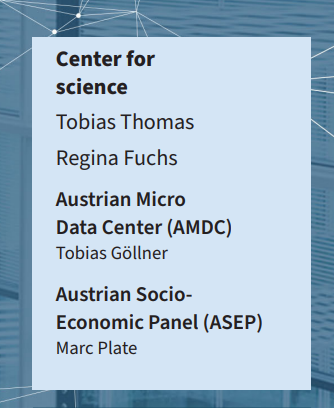 Center for
science
Tobias Thomas
Regina Fuchs
Austrian Micro
Data Center (AMDC)
Tobias Göllner
Austrian Socio-
Economic Panel (ASEP)
Marc Plate